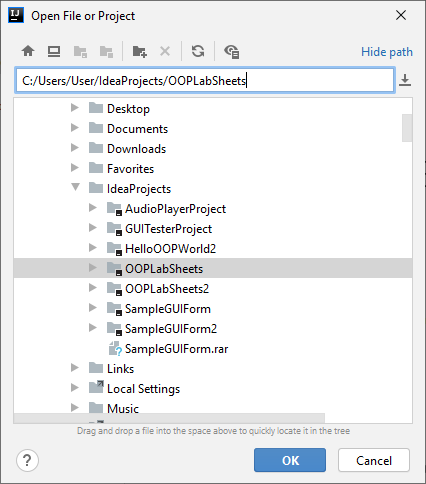 IJ Open File or Project
Hide path
C:/Users/User/IdeaProjects/OOPLabSheets
Desktop
Documents
Downloads
Favorites
IdeaProjects
AudioPlayerProject
GUITesterProject
HelloOOPWorld2
OOPLabSheets
OOPLabSheets2
SampleGUIForm
SampleGUIForm2
SampleGUIForm.rar
Links
Local Settings
Music
Drag and drop a file into the space above to quickly locate it in the tree
? OK Cancel